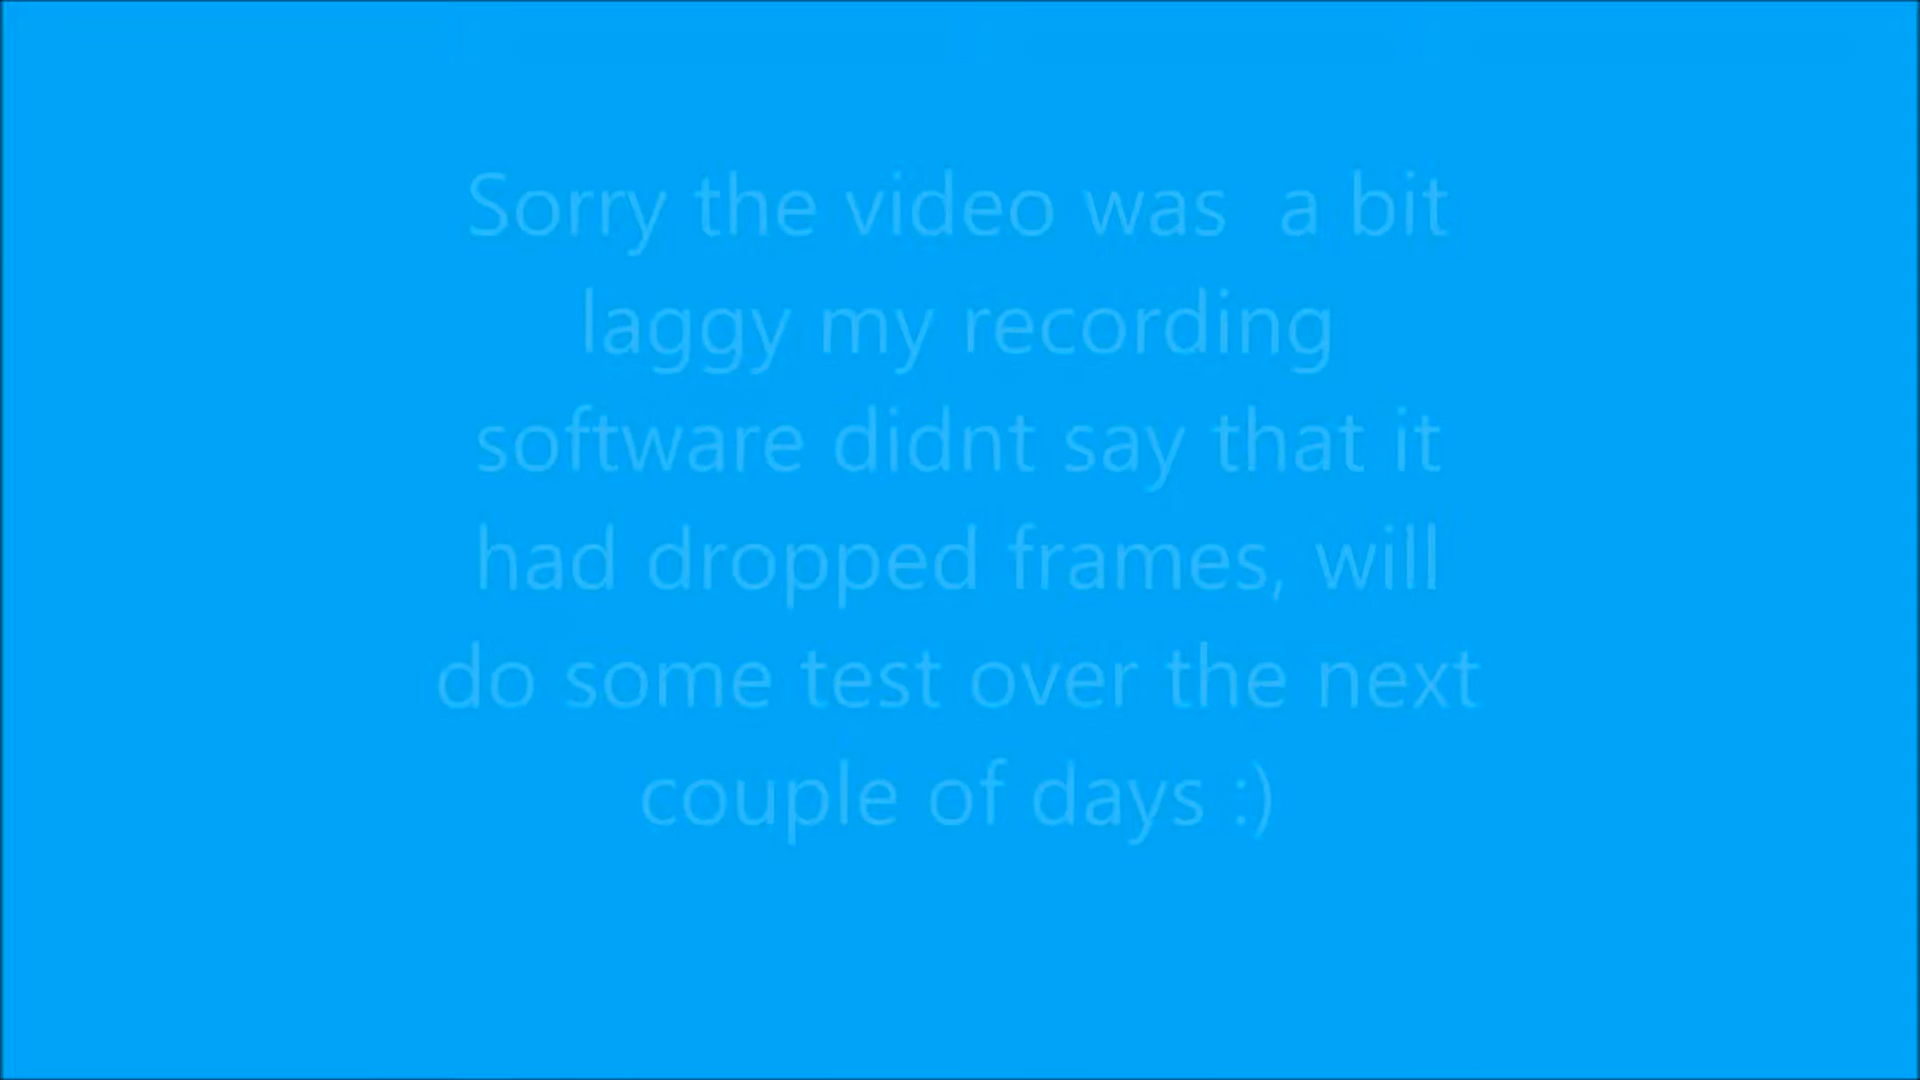 Sorry the video was  a bit
laggy my recording
software didnt say that it
had dropped frames, will
do some test over the next
couple of days :)